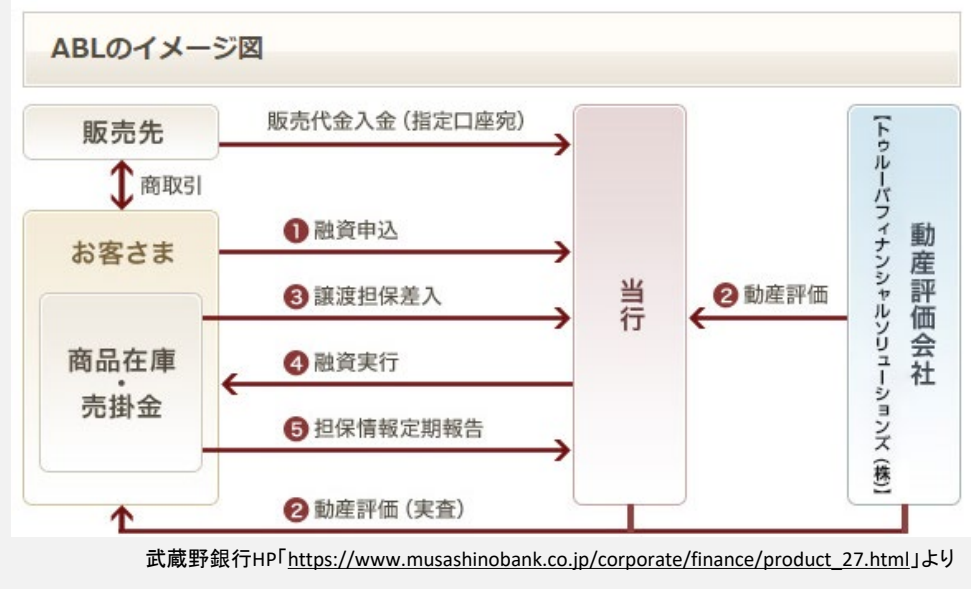 ABLのイメージ図
販売先
販売代金入金（指定口座宛）
商取引
お客さま
❶融資申込
❸譲渡担保差入
商品在庫
・
売掛金
❹融資実行
❺担保情報定期報告
❷動産評価（実査）
当行
❷動産評価
動産評価会社
【トゥルーバフィナンシャルソリューションズ（株）】
武蔵野銀行HP「https://www.musashinobank.co.jp/corporate/finance/product_27.html」より